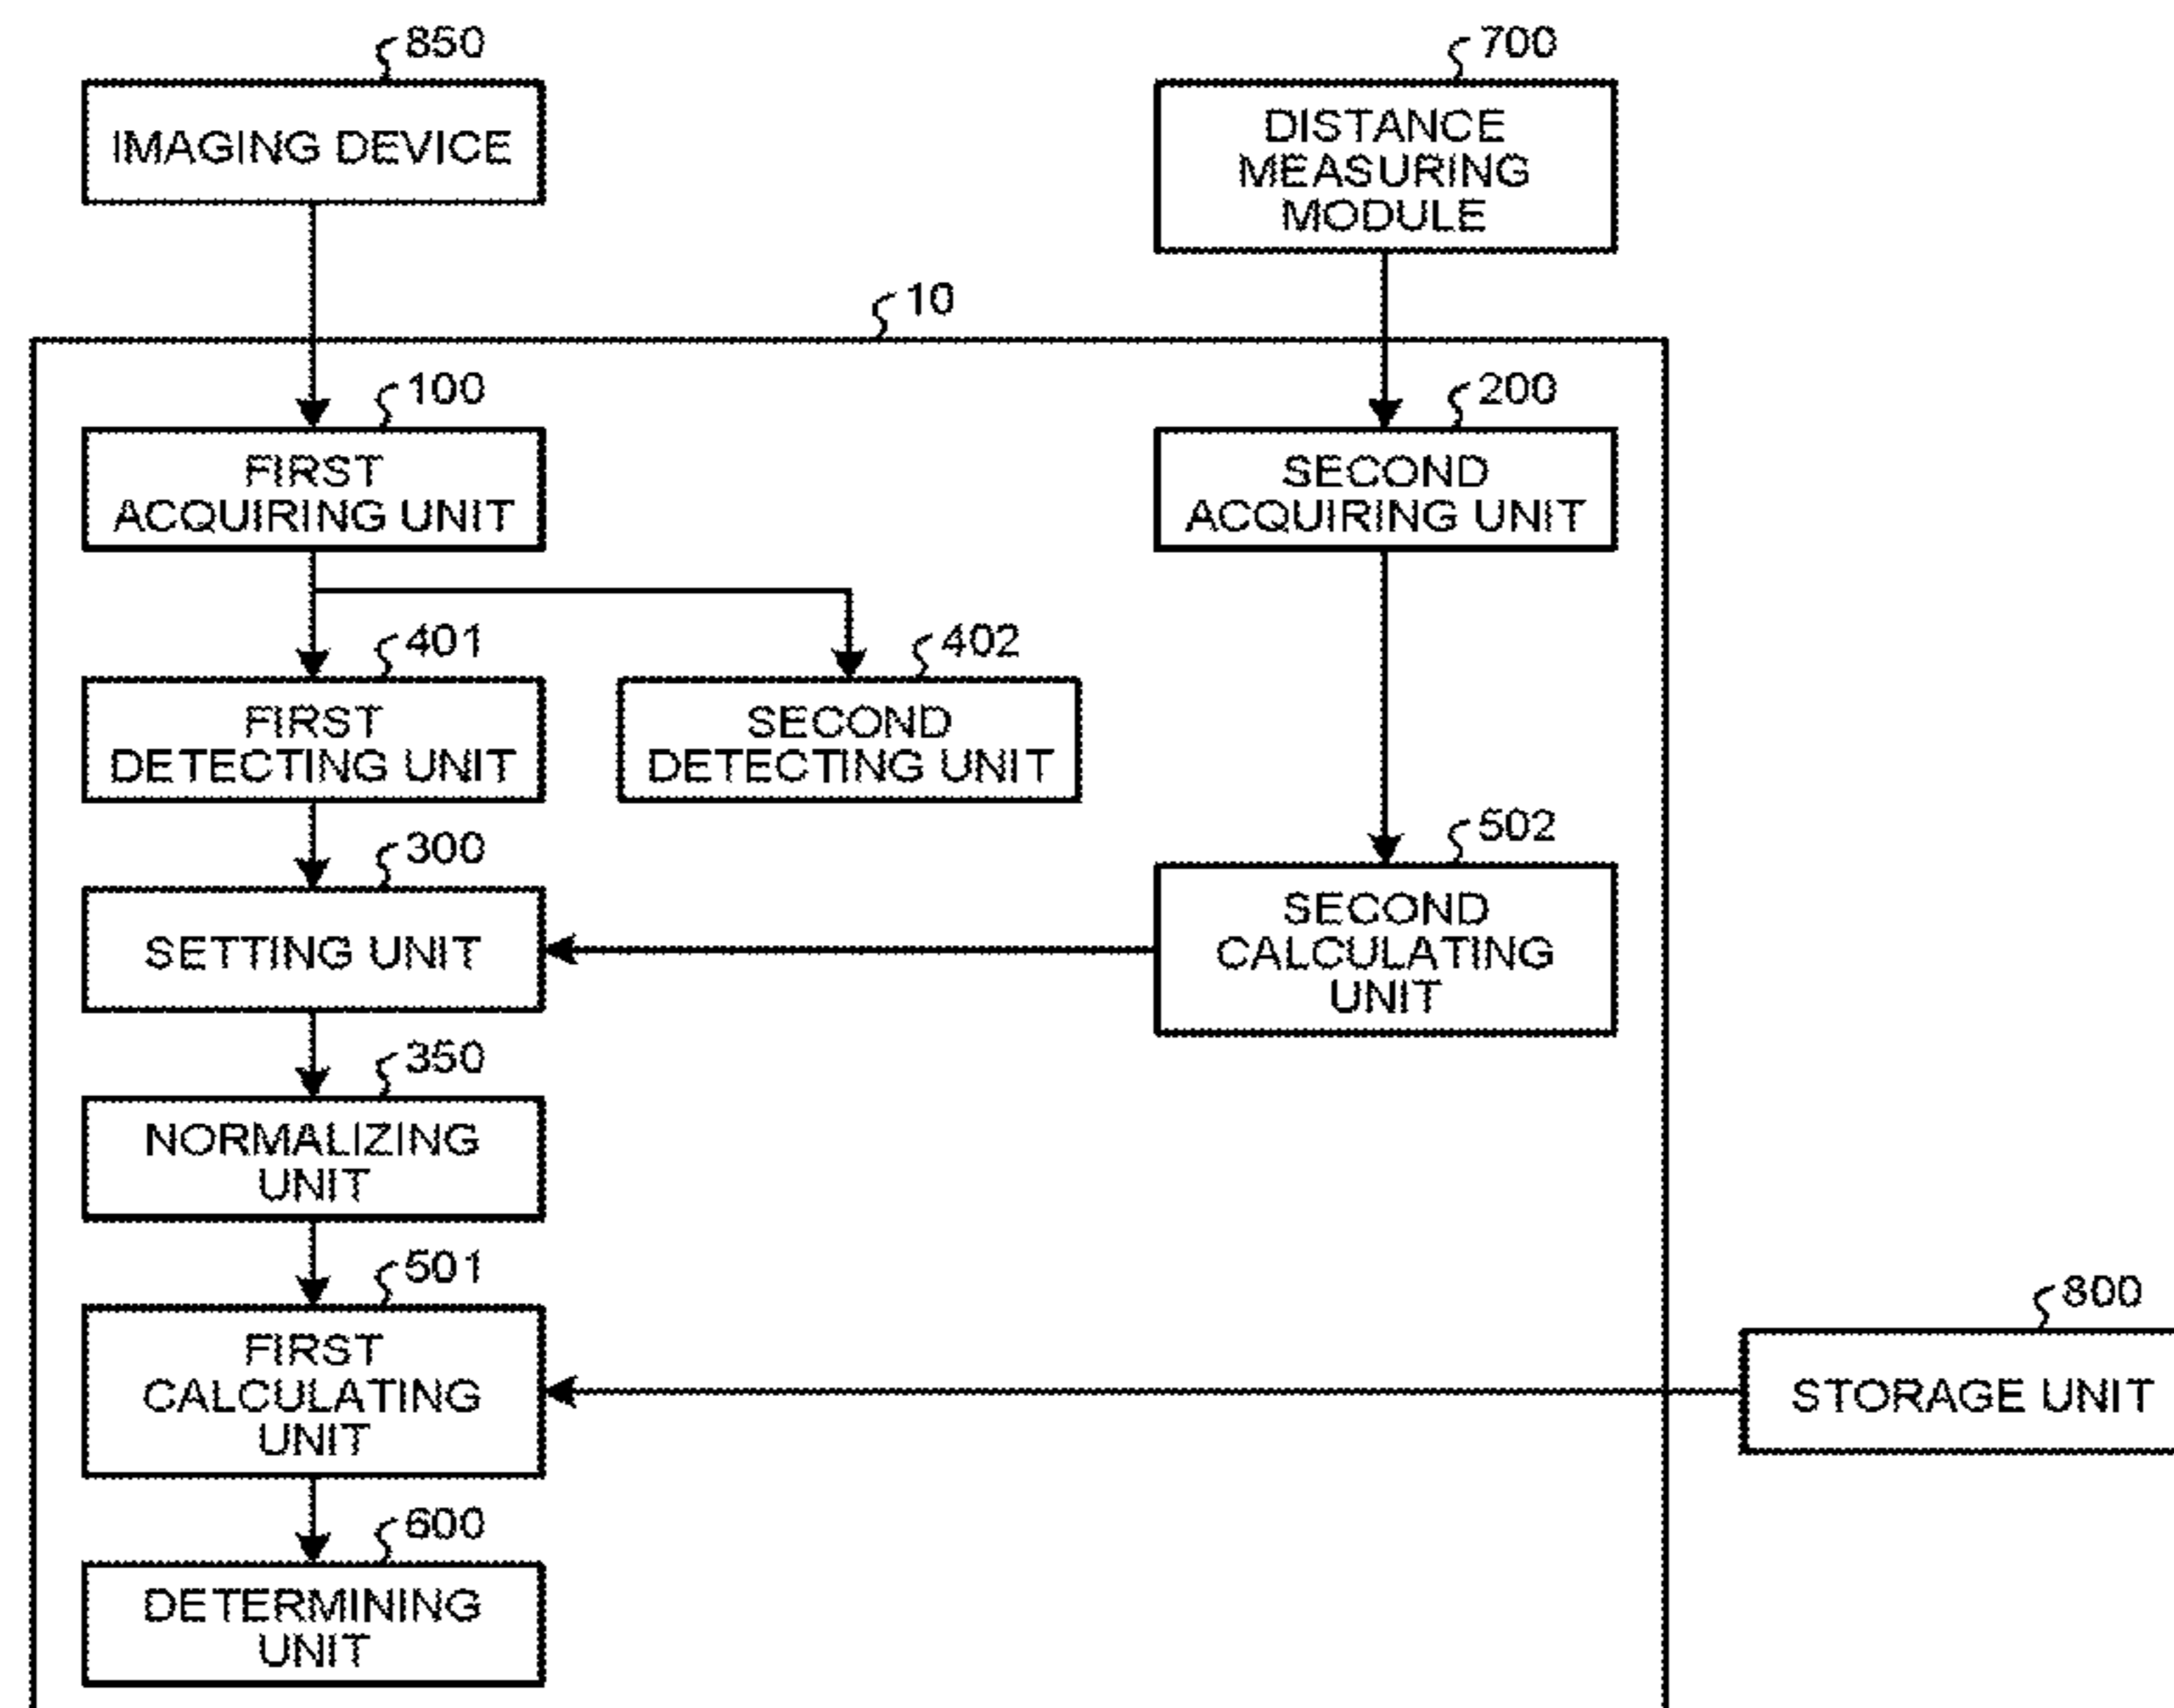 850
IMAGING DEVICE
700
DISTANCE
MEASURING
MODULE
10
100
FIRST
ACQUIRING UNIT
200
SECOND
ACQUIRING UNIT
401
FIRST
DETECTING UNIT
402
SECOND
DETECTING UNIT
300
SETTING UNIT
502
SECOND
CALCULATING
UNIT
350
NORMALIZING
UNIT
501
FIRST
CALCULATING
UNIT
800
STORAGE UNIT
600
DETERMINING
UNIT